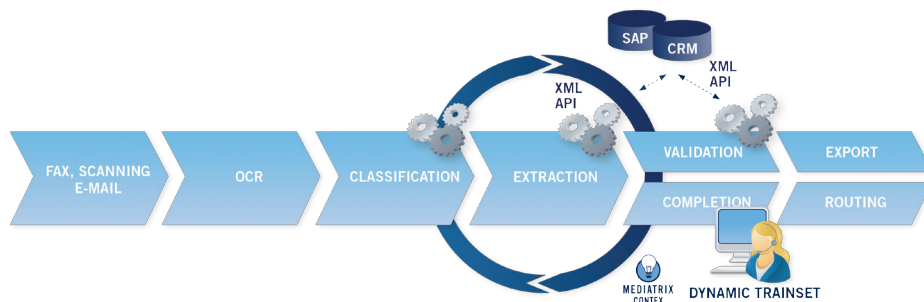 SAP
CRM
XML
API
XML
API
FAX, SCANNING
E-MAIL
OCR
CLASSIFICATION
EXTRACTION
VALIDATION
EXPORT
COMPLETION
ROUTING
MEDIATRIX
CONTEX
DYNAMIC TRAINSET